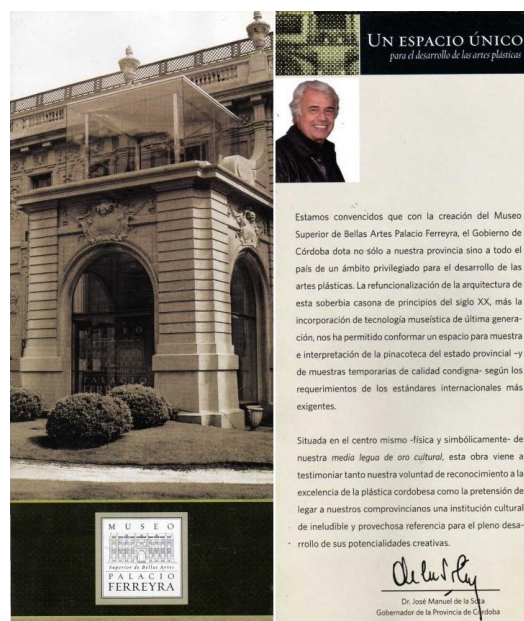 MUSEO
Superior de Bellas Artes
PALACIO
FERREYRA
UN ESPACIO ÚNICO
para el desarrollo de las artes plásticas
Estamos convencidos que con la creación del Museo
Superior de Bellas Artes Palacio Ferreyra, el Gobierno de
Córdoba dota no sólo a nuestra provincia sino a todo el
país de un ámbito privilegiado para el desarrollo de las
artes plásticas. La refuncionalización de la arquitectura de
esta soberbia casona de principios del siglo XX, más la
incorporación de tecnología museística de última genera-
ción, nos ha permitido conformar un espacio para muestra
e interpretación de la pinacoteca del estado provincial -y
de muestras temporarias de calidad condigna- según los
requerimientos de los estándares internacionales más
exigentes.
Situada en el centro mismo -física y simbólicamente- de
nuestra media legua de oro cultural, esta obra viene a
testimoniar tanto nuestra voluntad de reconocimiento a la
excelencia de la plástica cordobesa como la pretensión de
legar a nuestros comprovincianos una institución cultural
de ineludible y provechosa referencia para el pleno desa-
rrollo de sus potencialidades creativas.
Dr. José Manuel de la Sota
Gobernador de la Provincia de Córdoba